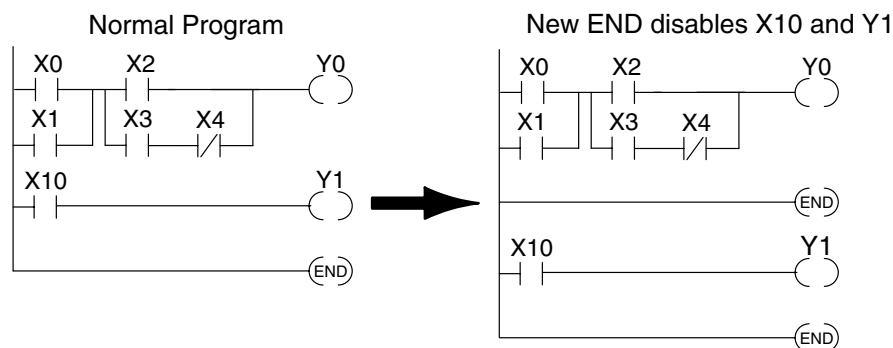 Normal Program
X0 X2 Y0
X1 X3 X4
X10 Y1
END
New END disables X10 and Y1
X0 X2 Y0
X1 X3 X4
END
X10 Y1
END